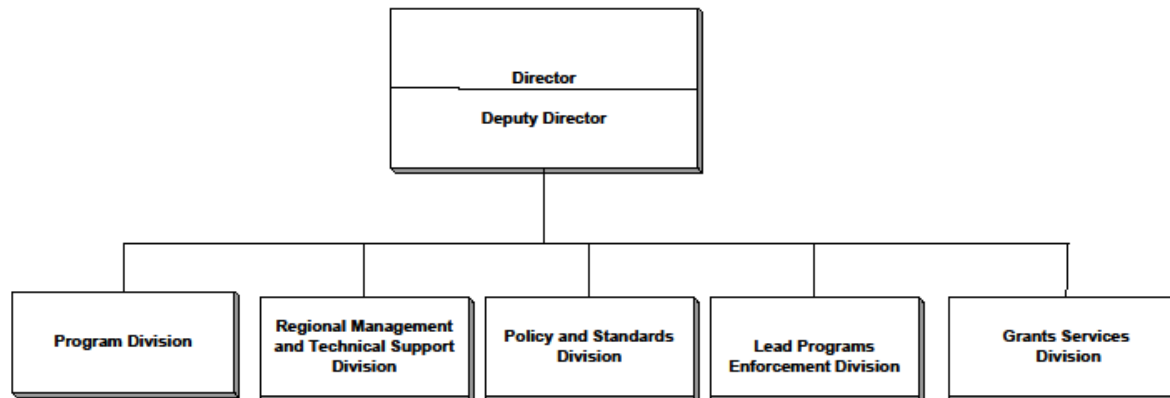 Director
Deputy Director
Program Division
Regional Management
and Technical Support
Division
Policy and Standards
Division
Lead Programs
Enforcement Division
Grants Services
Division